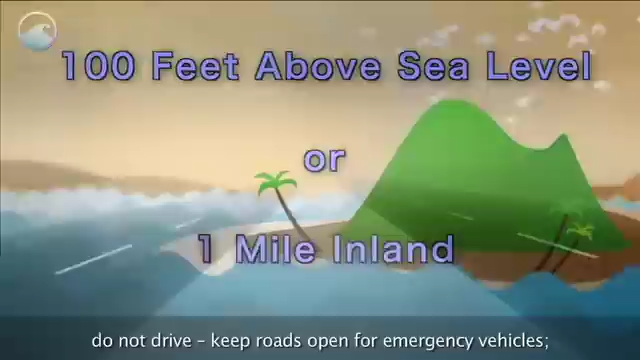 100 Feet Above Sea Level
or
1 Mile Inland
do not drive – keep roads open for emergency vehicles;